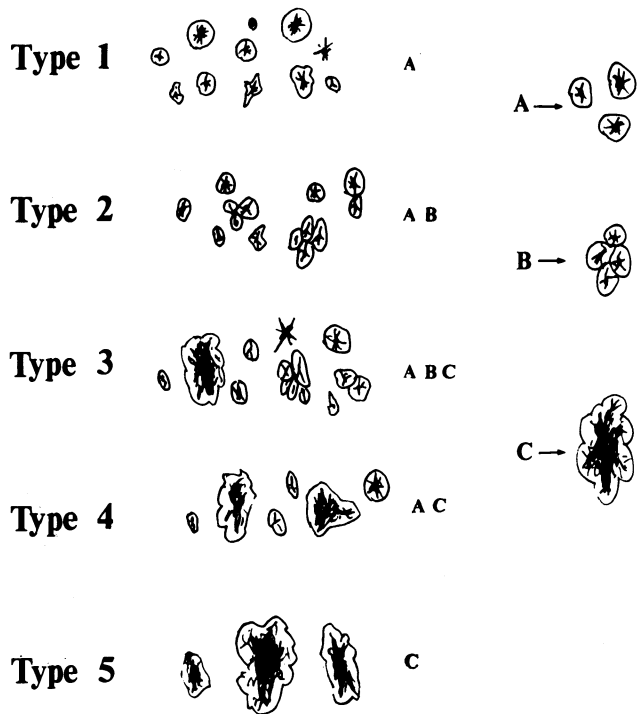 Type 1 A
A →
Type 2 A B
B →
Type 3 A B C
C →
Type 4 A C
Type 5 C